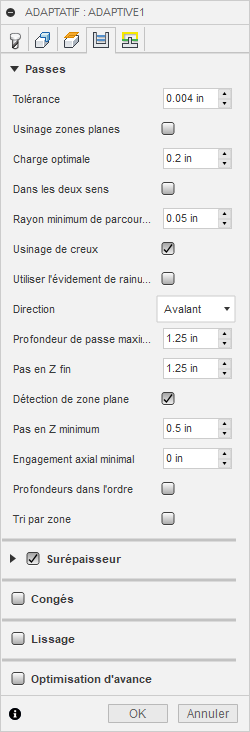 ADAPTATIF : ADAPTIVE1
Passes
Tolérance 0.004 in
Usinage zones planes
Charge optimale 0.2 in
Dans les deux sens
Rayon minimum de parcour... 0.05 in
Usinage de creux
Utiliser l'évidement de rainu...
Direction Avalant
Profondeur de passe maxi... 1.25 in
Pas en Z fin 1.25 in
Détection de zone plane
Pas en Z minimum 0.5 in
Engagement axial minimal 0 in
Profondeurs dans l'ordre
Tri par zone
Surépaisseur
Congés
Lissage
Optimisation d'avance
OK Annuler